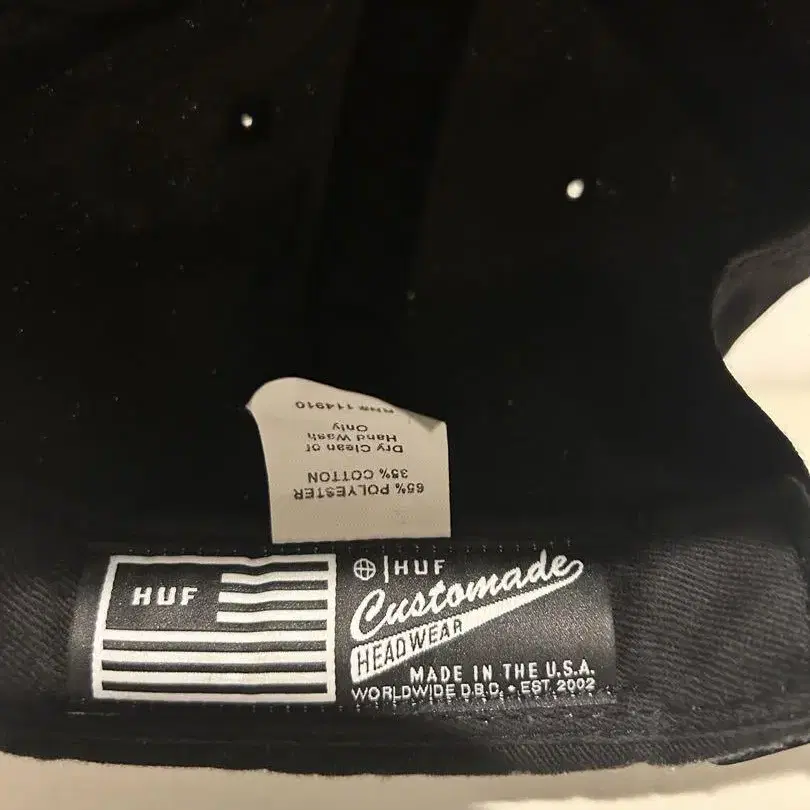 65% POLYESTER
35% COTTON
Dry Clean or
Hand Wash
Only
RN# 114910
HUF
HUF
Customade
HEADWEAR
MADE IN THE U.S.A.
WORLDWIDE D.B.C. • EST. 2002